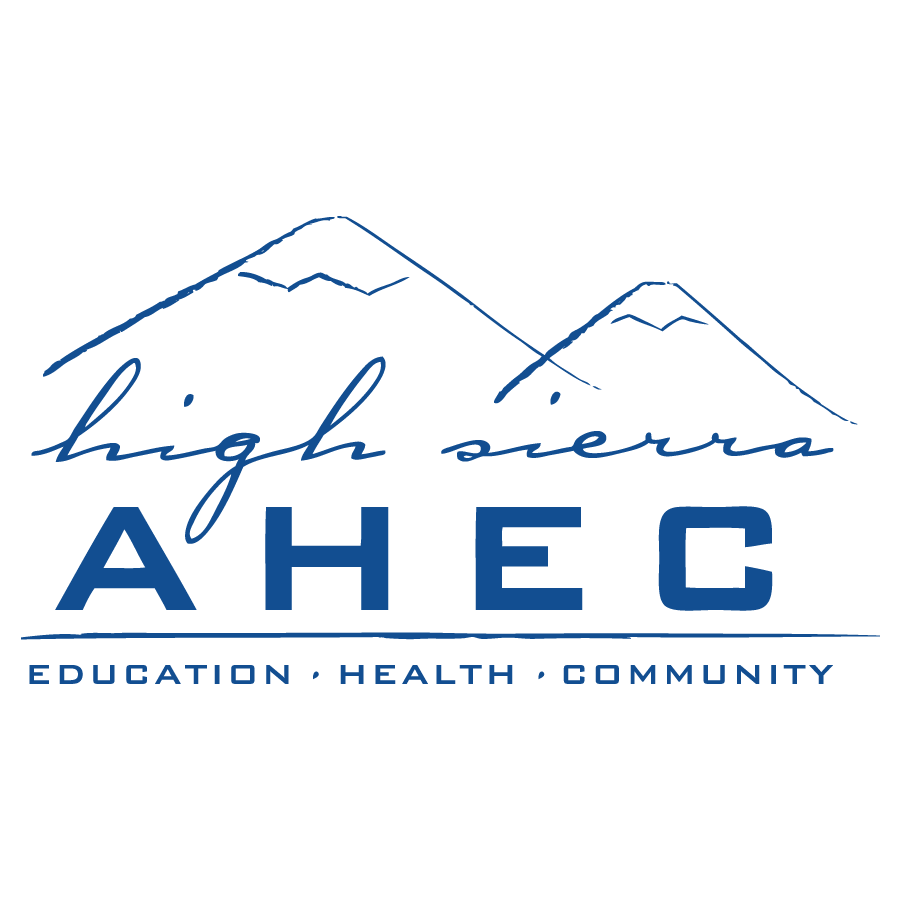 high sierra
AHEC
EDUCATION · HEALTH · COMMUNITY